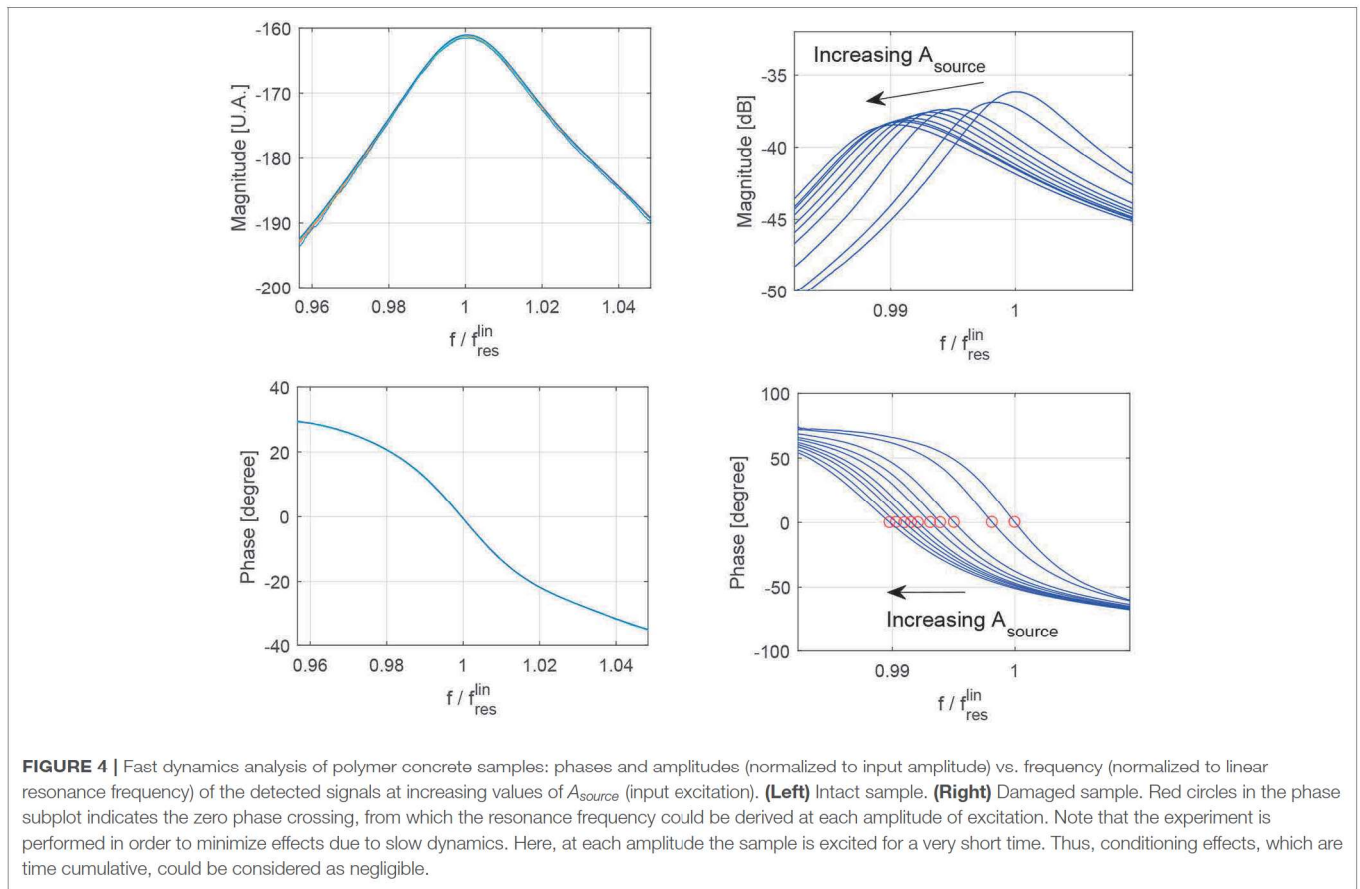 -160
-170
-180
-190
-200
Magnitude [U.A.]
0.96 0.98 1 1.02 1.04
f / f_res^lin
Increasing A_source
-35
-40
-45
-50
Magnitude [dB]
0.99 1
f / f_res^lin
40
20
0
-20
-40
Phase [degree]
0.96 0.98 1 1.02 1.04
f / f_res^lin
100
50
0
-50
-100
Phase [degree]
Increasing A_source
0.99 1
f / f_res^lin
FIGURE 4 | Fast dynamics analysis of polymer concrete samples: phases and amplitudes (normalized to input amplitude) vs. frequency (normalized to linear
resonance frequency) of the detected signals at increasing values of A_source (input excitation). (Left) Intact sample. (Right) Damaged sample. Red circles in the phase
subplot indicates the zero phase crossing, from which the resonance frequency could be derived at each amplitude of excitation. Note that the experiment is
performed in order to minimize effects due to slow dynamics. Here, at each amplitude the sample is excited for a very short time. Thus, conditioning effects, which are
time cumulative, could be considered as negligible.